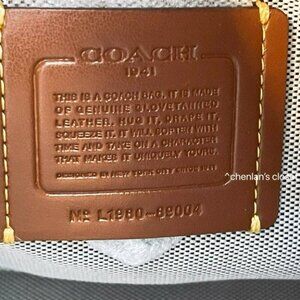 COACH
1941
THIS IS A COACH BAG. IT IS MADE
OF GENUINE GLOVETANNED
LEATHER. HUG IT, DRAPE IT,
SQUEEZE IT. IT WILL SOFTEN WITH
TIME AND TAKE ON A CHARACTER
THAT MAKES IT UNIQUELY YOURS.
DESIGNED IN NEW YORK CITY SINCE 1941
Nº L1980-89004
^chenlan's clos